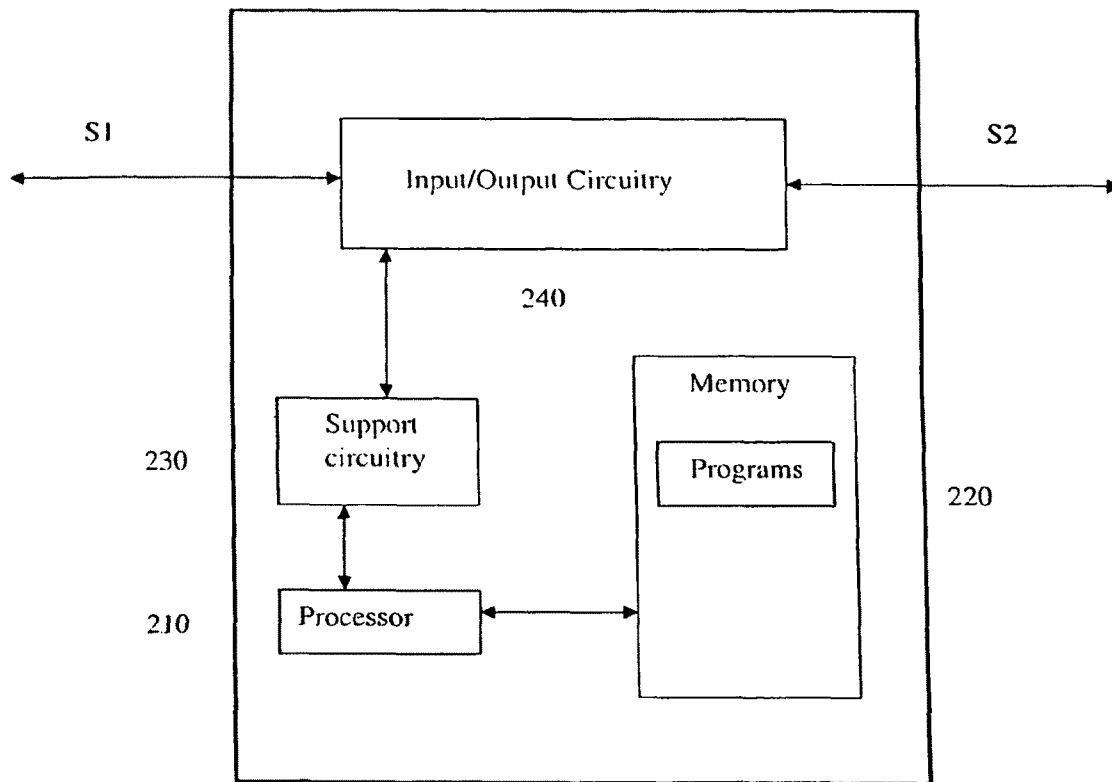 S1
S2
Input/Output Circuitry
240
Memory
Support
circuitry
230
Programs
220
Processor
210